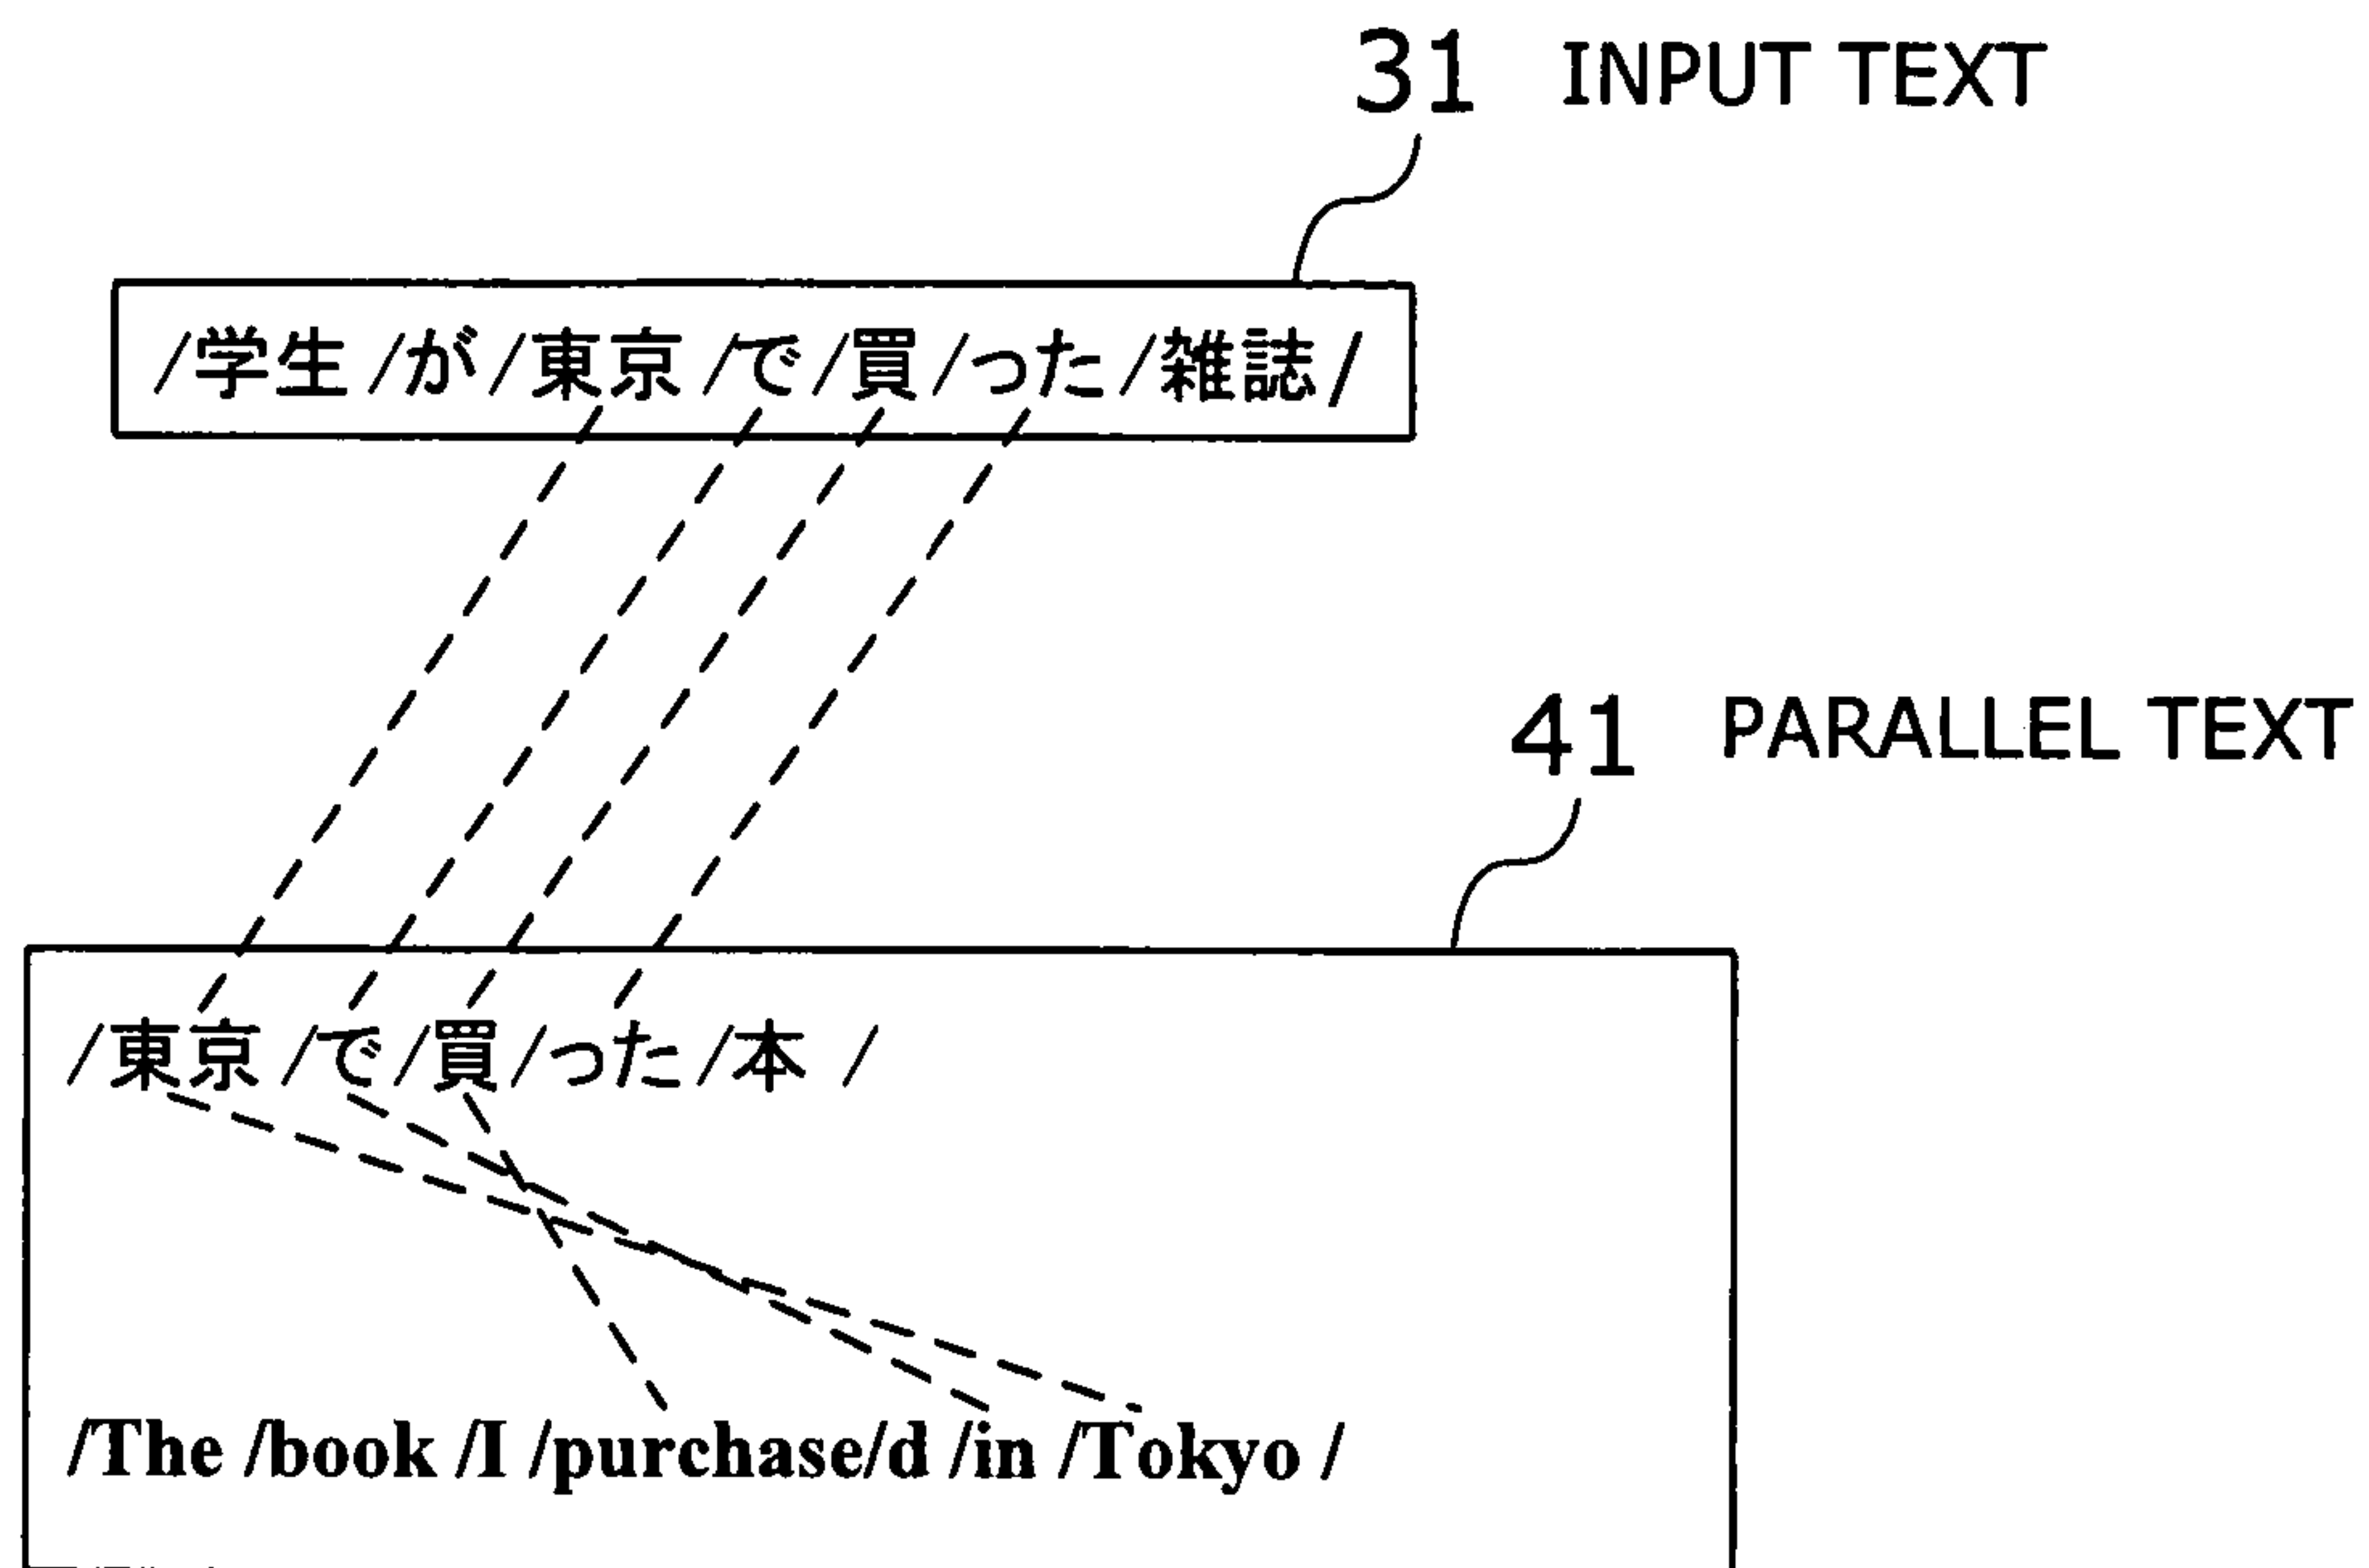 31 INPUT TEXT
/学生/が/東京/で/買/った/雑誌/
41 PARALLEL TEXT
/東京/で/買/った/本/
/The /book /I /purchase/d /in /Tokyo /